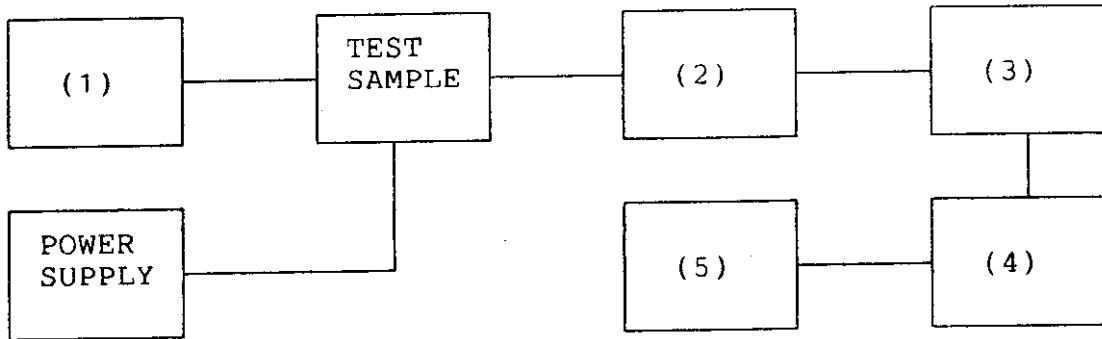 (1)
TEST
SAMPLE
(2)
(3)
POWER
SUPPLY
(5)
(4)